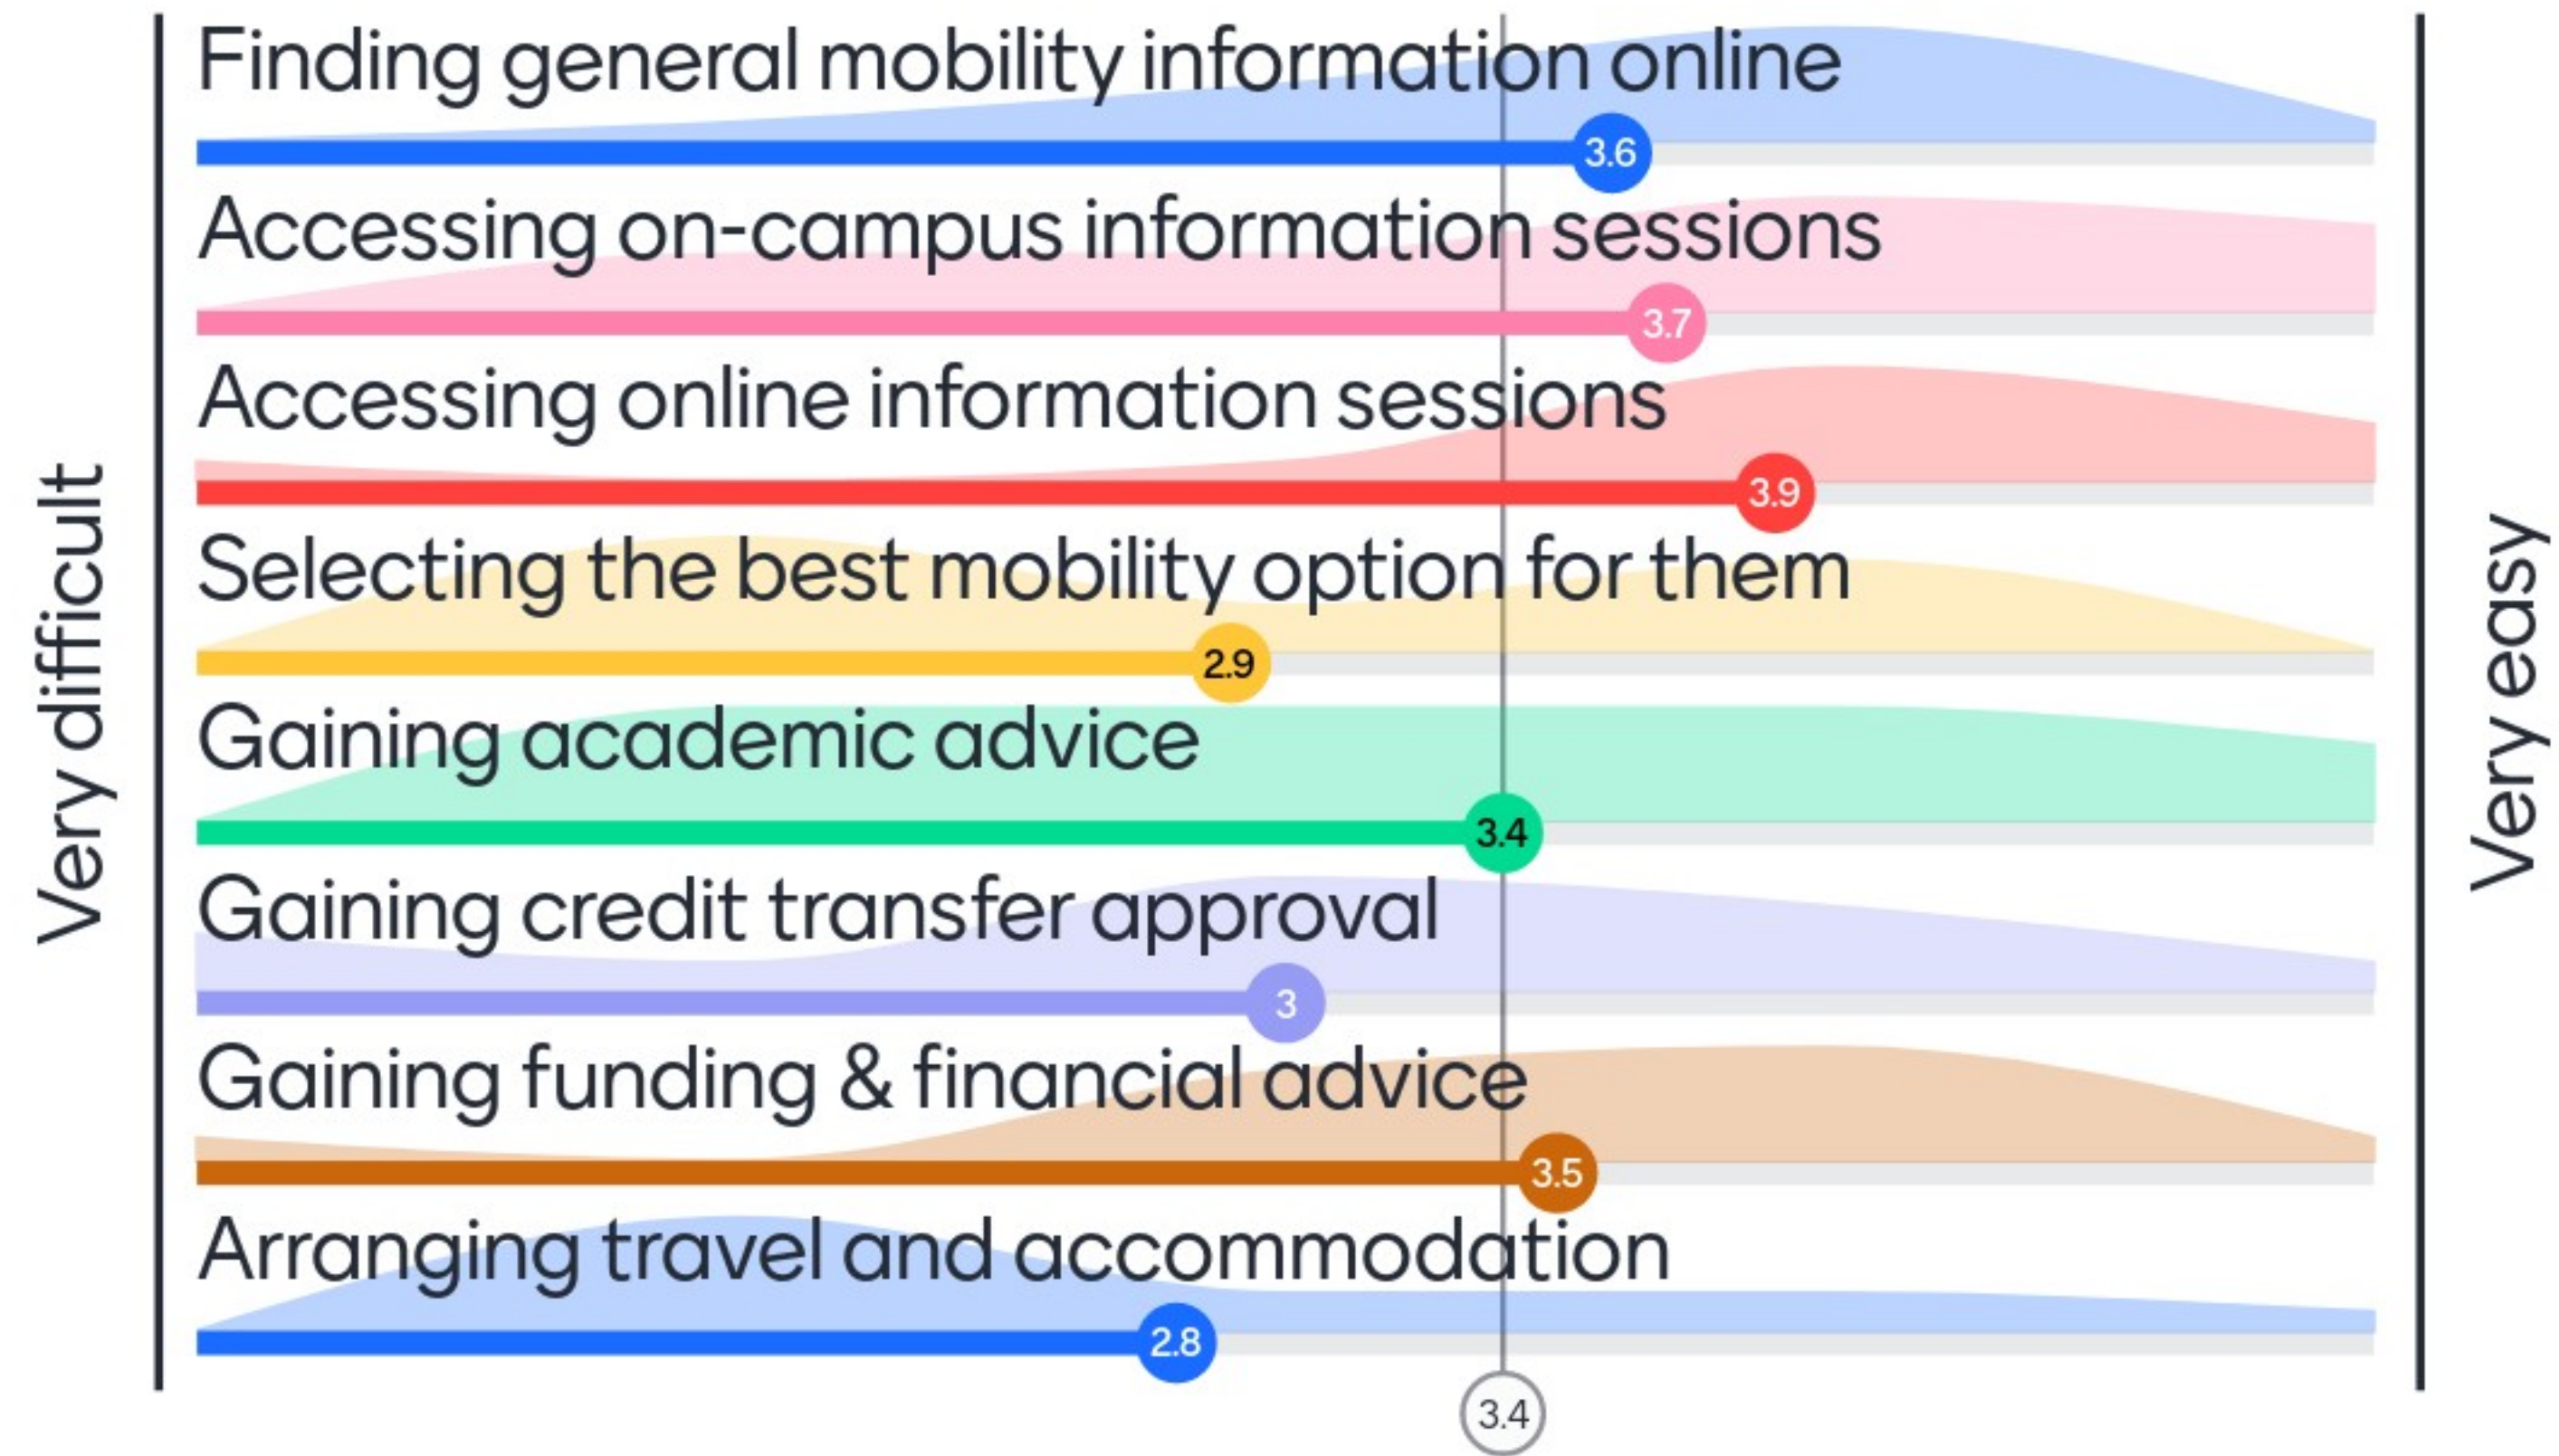 Very difficult
Finding general mobility information online
3.6
Accessing on-campus information sessions
3.7
Accessing online information sessions
3.9
Selecting the best mobility option for them
2.9
Gaining academic advice
3.4
Gaining credit transfer approval
3
Gaining funding & financial advice
3.5
Arranging travel and accommodation
2.8
3.4
Very easy